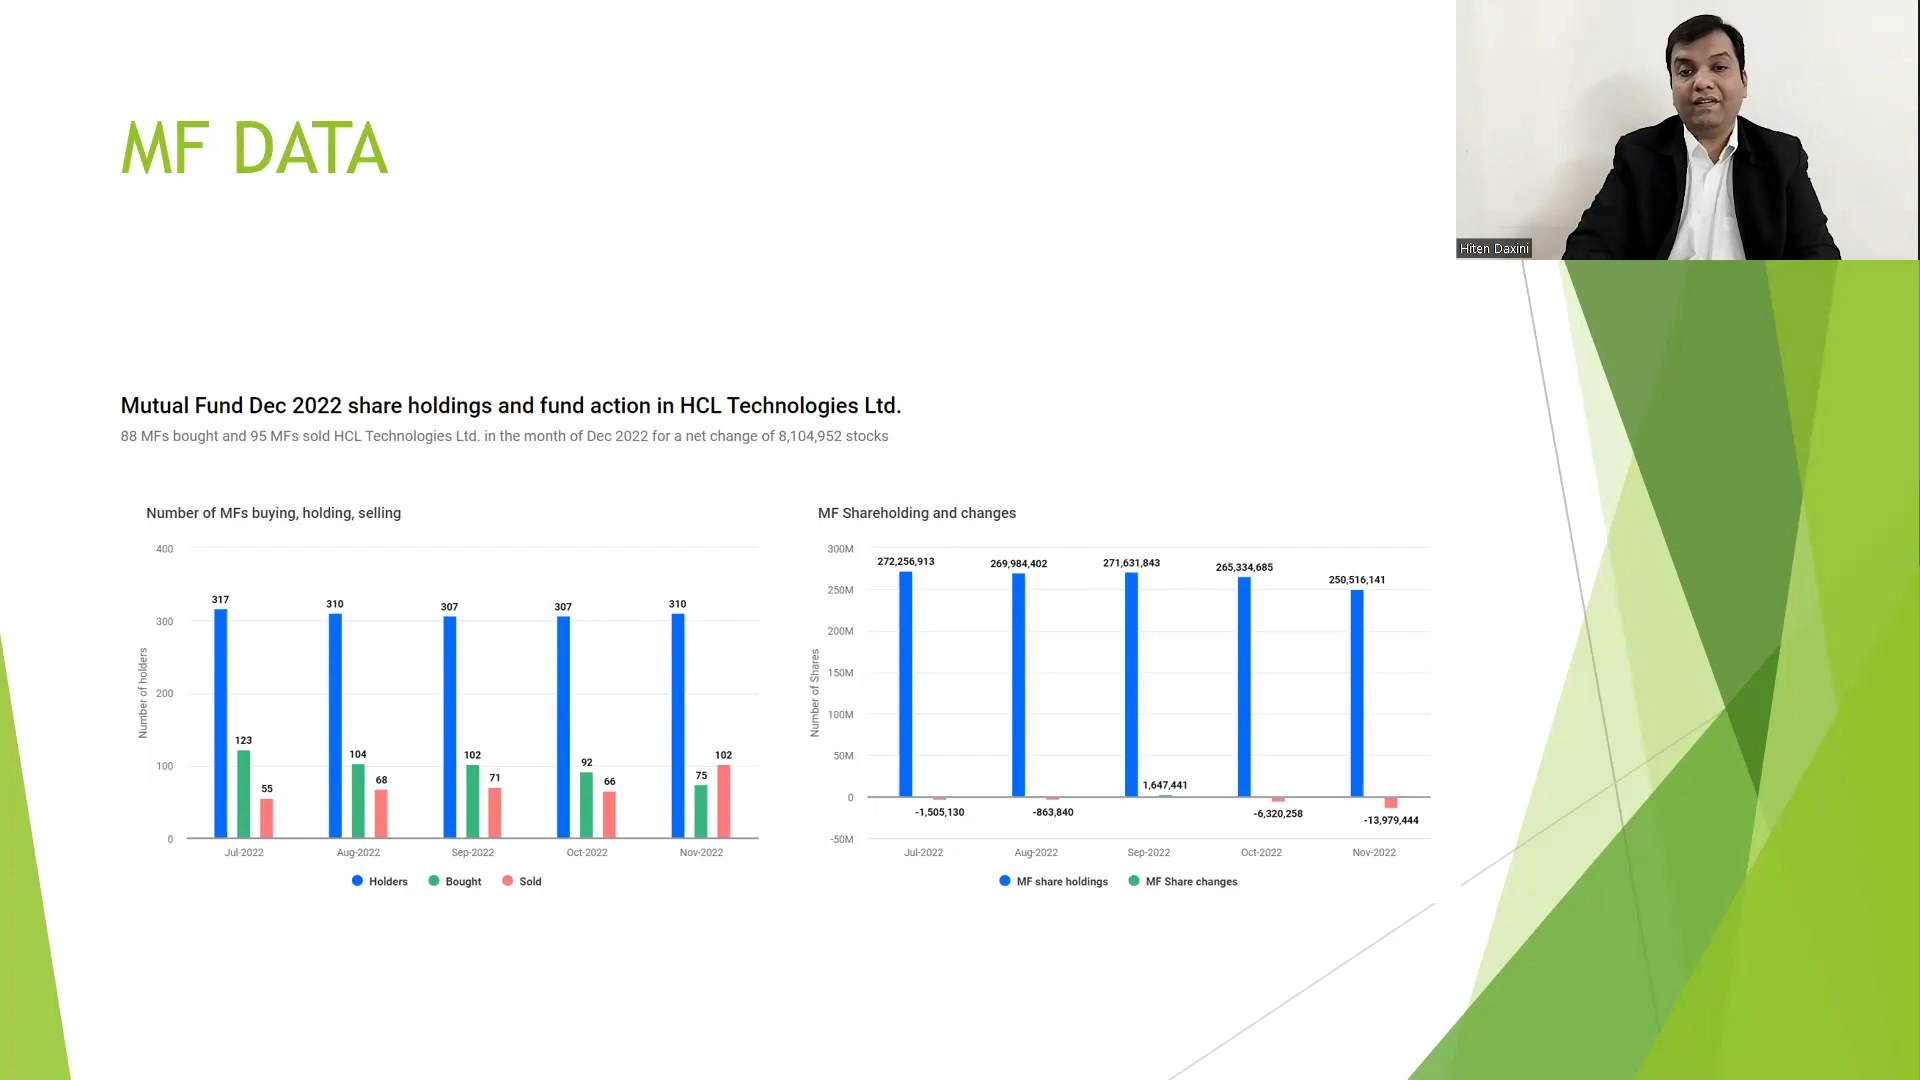 MF DATA
Hiten Daxini
Mutual Fund Dec 2022 share holdings and fund action in HCL Technologies Ltd.
88 MFs bought and 95 MFs sold HCL Technologies Ltd. in the month of Dec 2022 for a net change of 8,104,952 stocks
Number of MFs buying, holding, selling
Number of holders
400
300
200
100
0
317 123 55
310 104 68
307 102 71
307 92 66
310 75 102
Jul-2022 Aug-2022 Sep-2022 Oct-2022 Nov-2022
Holders Bought Sold
MF Shareholding and changes
Number of Shares
300M
250M
200M
150M
100M
50M
0
-50M
272,256,913 269,984,402 271,631,843 265,334,685 250,516,141
-1,505,130 -863,840 1,647,441 -6,320,258 -13,979,444
Jul-2022 Aug-2022 Sep-2022 Oct-2022 Nov-2022
MF share holdings MF Share changes